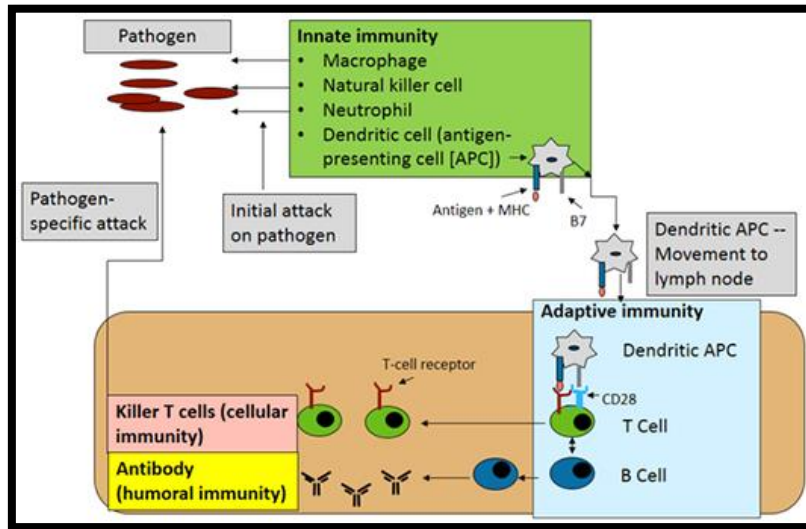 Pathogen
Innate immunity
• Macrophage
• Natural killer cell
• Neutrophil
• Dendritic cell (antigen-
presenting cell [APC])
Antigen + MHC
B7
Pathogen-
specific attack
Initial attack
on pathogen
Dendritic APC --
Movement to
lymph node
Adaptive immunity
Dendritic APC
T-cell receptor
CD28
Killer T cells (cellular
immunity)
T Cell
Antibody
(humoral immunity)
B Cell